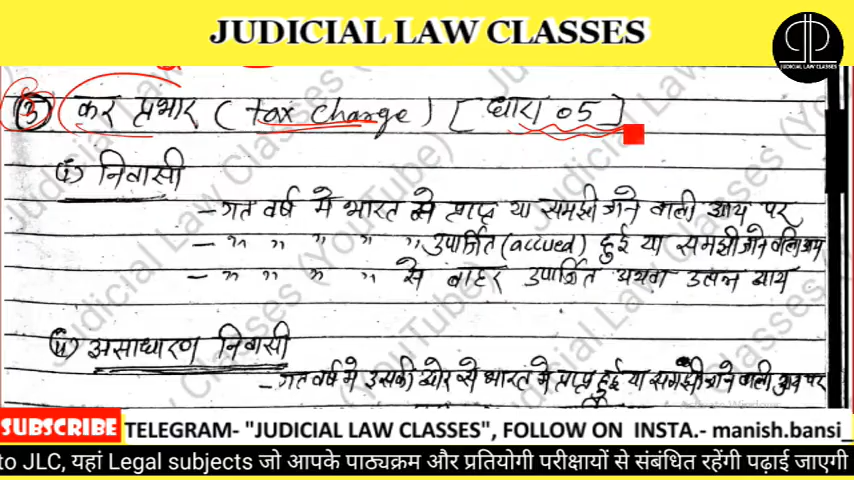 JUDICIAL LAW CLASSES
JUDICIAL LAW CLASSES
③ कर प्रभार (tax charge) [धारा 05]
(i) निवासी
- गत वर्ष में भारत से प्राप्त या समझी जाने वाली आय पर
- " " " " " उपार्जित (accued) हुई या समझी जाने वाली आय
- " " " " से बाहर उपार्जित अथवा उत्पन्न आय
(ii) असाधारण निवासी
- गत वर्ष में उसकी ओर से भारत में प्राप्त हुई या समझी जाने वाली आय पर
SUBSCRIBE TELEGRAM- "JUDICIAL LAW CLASSES", FOLLOW ON INSTA.- manish.bansi_
to JLC, यहां Legal subjects जो आपके पाठ्यक्रम और प्रतियोगी परीक्षाओं से संबंधित रहेंगी पढ़ाई जाएगी